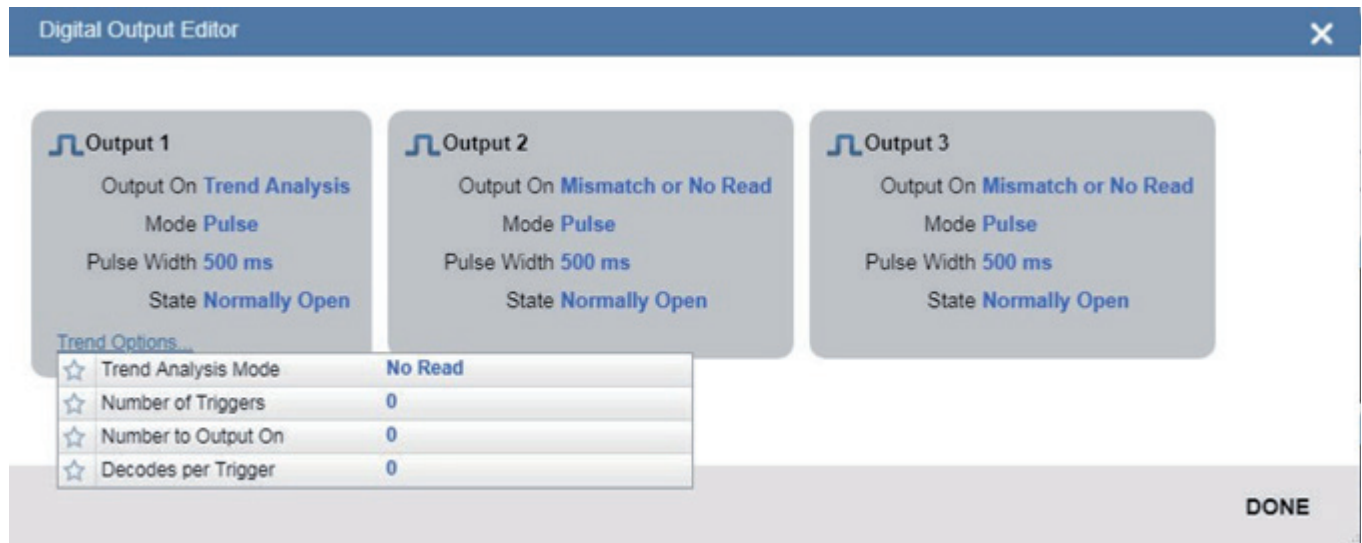 Digital Output Editor
Output 1
Output On Trend Analysis
Mode Pulse
Pulse Width 500 ms
State Normally Open
Trend Options...
Output 2
Output On Mismatch or No Read
Mode Pulse
Pulse Width 500 ms
State Normally Open
Output 3
Output On Mismatch or No Read
Mode Pulse
Pulse Width 500 ms
State Normally Open
Trend Analysis Mode No Read
Number of Triggers 0
Number to Output On 0
Decodes per Trigger 0
DONE